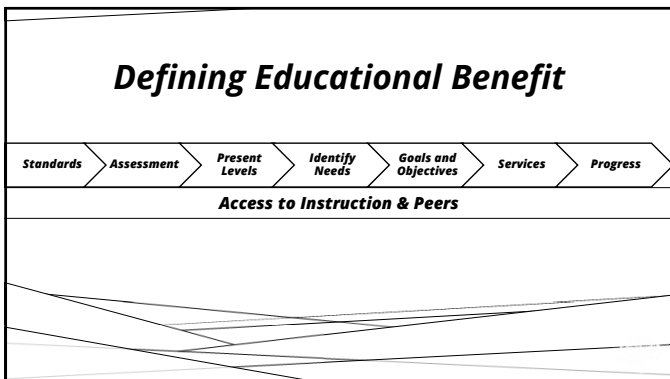 Defining Educational Benefit
Standards
Assessment
Present
Levels
Identify
Needs
Goals and
Objectives
Services
Progress
Access to Instruction & Peers